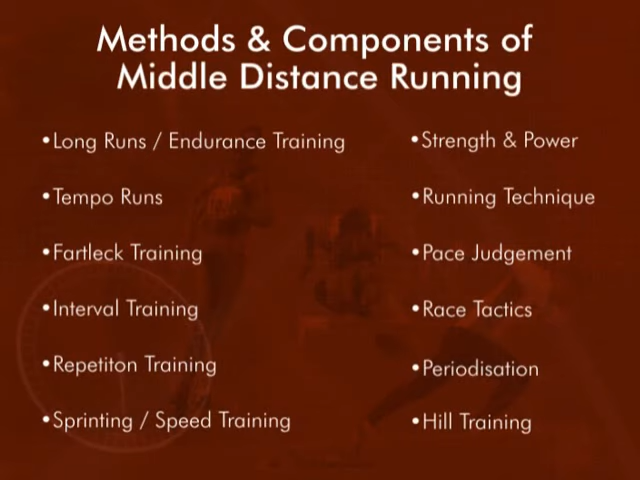 Methods & Components of
Middle Distance Running
•Long Runs / Endurance Training
•Tempo Runs
•Fartleck Training
•Interval Training
•Repetiton Training
•Sprinting / Speed Training
•Strength & Power
•Running Technique
•Pace Judgement
•Race Tactics
•Periodisation
•Hill Training